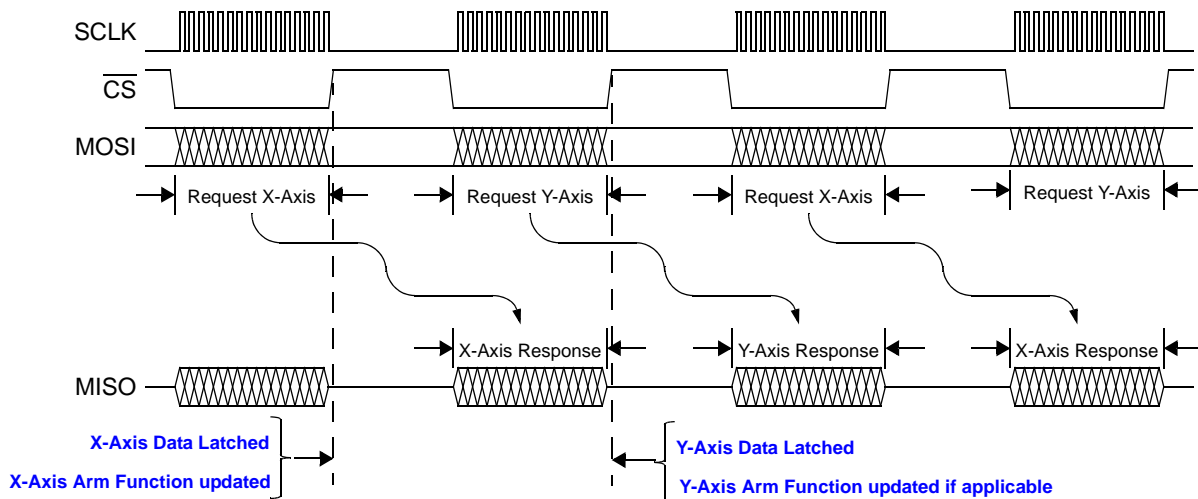 SCLK
CS
MOSI
Request X-Axis
Request Y-Axis
Request X-Axis
Request Y-Axis
X-Axis Response
Y-Axis Response
X-Axis Response
MISO
X-Axis Data Latched
X-Axis Arm Function updated
Y-Axis Data Latched
Y-Axis Arm Function updated if applicable